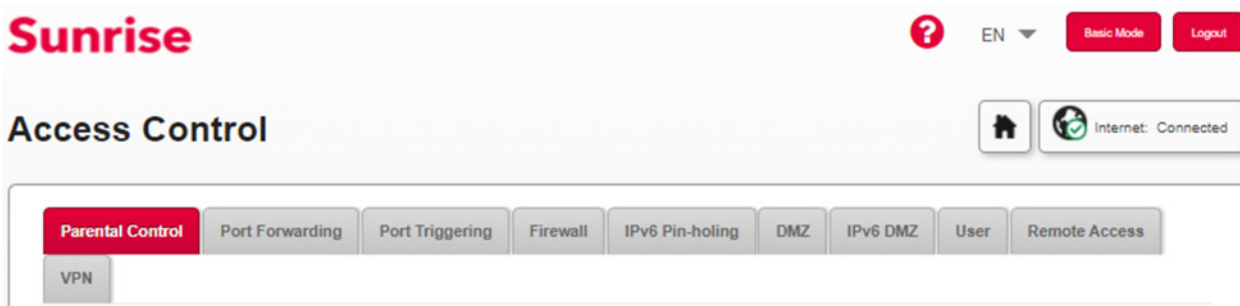 Sunrise
? EN Basic Mode Logout
Access Control
Internet: Connected
Parental Control Port Forwarding Port Triggering Firewall IPv6 Pin-holing DMZ IPv6 DMZ User Remote Access
VPN